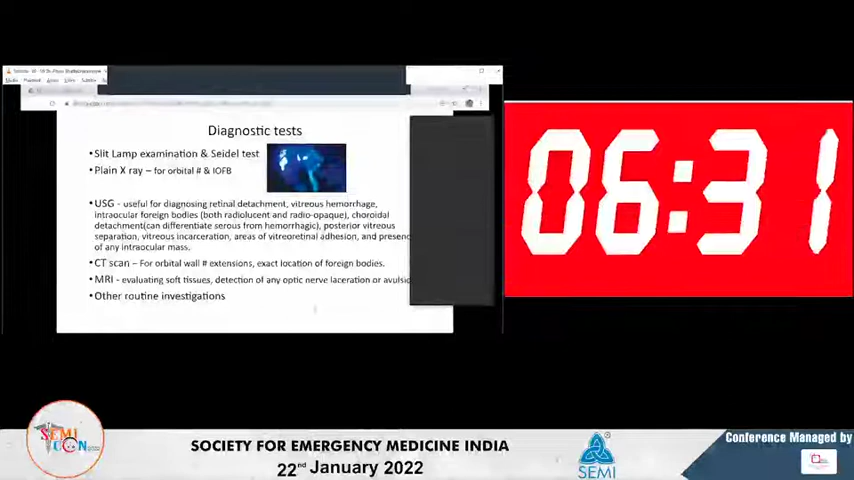 Diagnostic tests
•Slit Lamp examination & Seidel test
•Plain X ray – for orbital # & IOFB
•USG - useful for diagnosing retinal detachment, vitreous hemorrhage,
intraocular foreign bodies (both radiolucent and radio-opaque), choroidal
detachment(can differentiate serous from hemorrhagic), posterior vitreous
separation, vitreous incarceration, areas of vitreoretinal adhesion, and presenc
of any intraocular mass.
•CT scan – For orbital wall # extensions, exact location of foreign bodies.
•MRI - evaluating soft tissues, detection of any optic nerve laceration or avulsio
•Other routine investigations
06:31
SEMI
CON
SOCIETY FOR EMERGENCY MEDICINE INDIA
22nd January 2022
SEMI
Conference Managed by